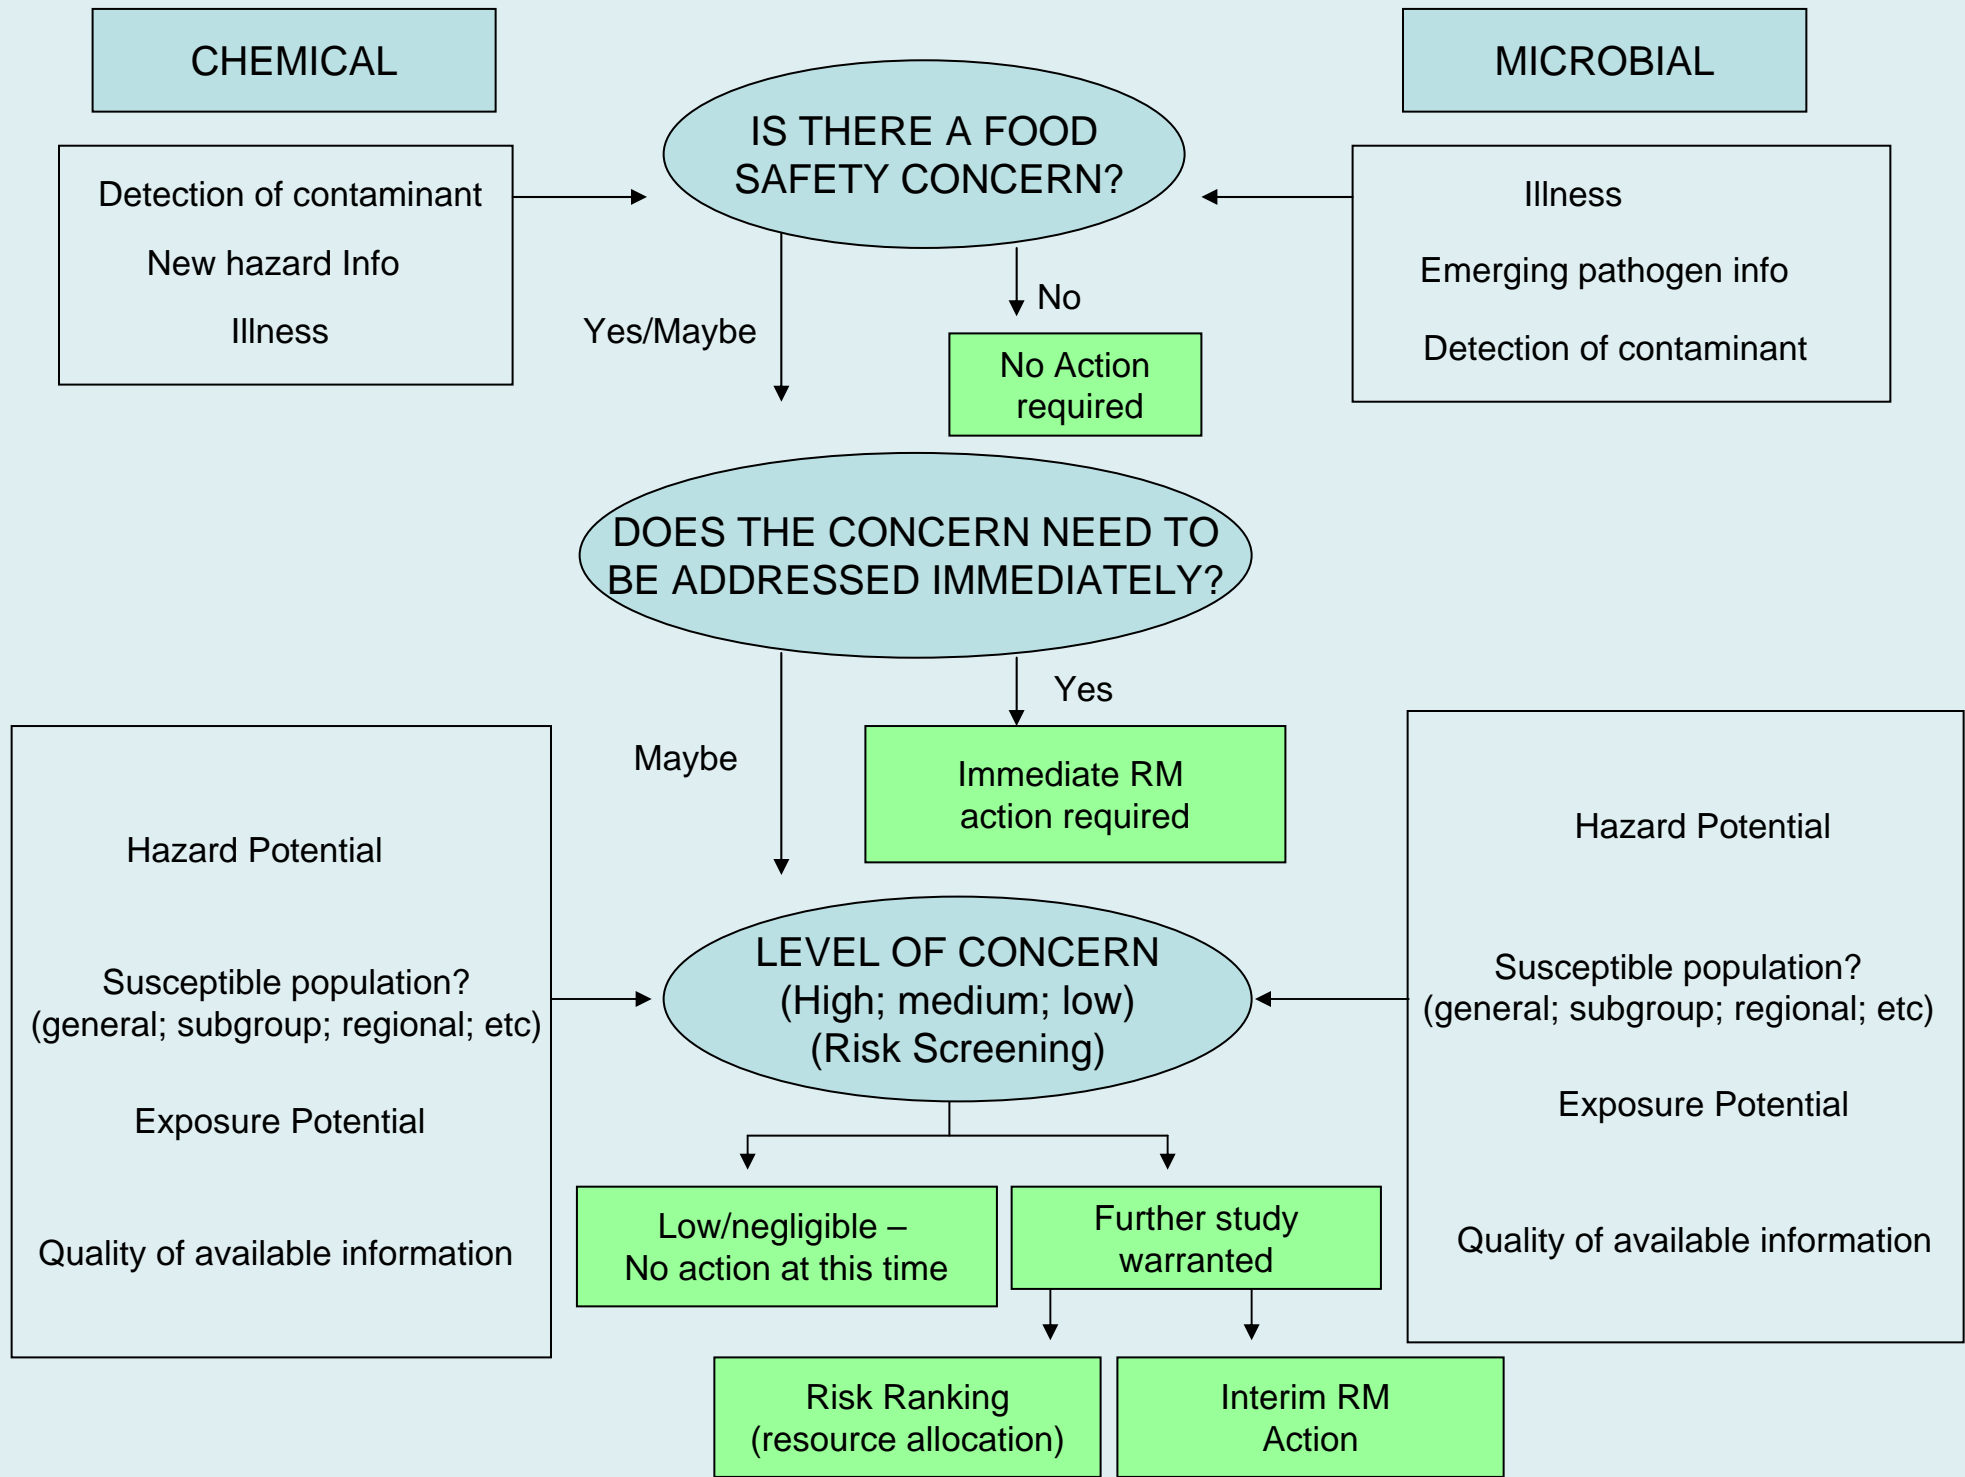 CHEMICAL
MICROBIAL
IS THERE A FOOD
SAFETY CONCERN?
Detection of contaminant
New hazard Info
Illness
Illness
Emerging pathogen info
Detection of contaminant
Yes/Maybe
No
No Action
required
DOES THE CONCERN NEED TO
BE ADDRESSED IMMEDIATELY?
Maybe
Yes
Immediate RM
action required
Hazard Potential
Susceptible population?
(general; subgroup; regional; etc)
Exposure Potential
Quality of available information
LEVEL OF CONCERN
(High; medium; low)
(Risk Screening)
Hazard Potential
Susceptible population?
(general; subgroup; regional; etc)
Exposure Potential
Quality of available information
Low/negligible –
No action at this time
Further study
warranted
Risk Ranking
(resource allocation)
Interim RM
Action